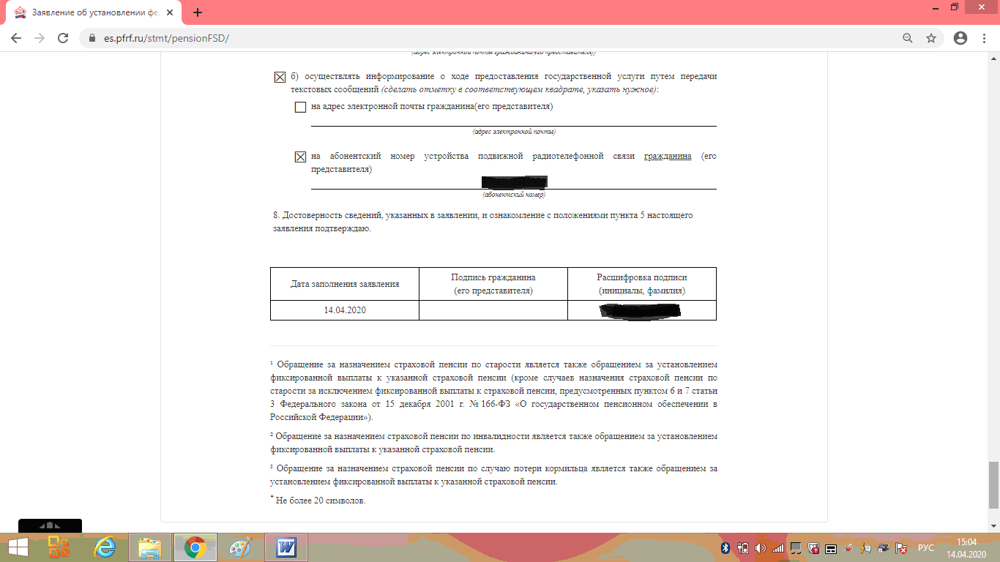 Заявление об установлении фе
es.pfrf.ru/stmt/pensionFSD/
(адрес электронной почты гражданина(его представителя))
б) осуществлять информирование о ходе предоставления государственной услуги путем передачи
текстовых сообщений (сделать отметку в соответствующем квадрате, указать нужное):
на адрес электронной почты гражданина(его представителя)
(адрес электронной почты)
на абонентский номер устройства подвижной радиотелефонной связи гражданина (его
представителя)
(абонентский номер)
8. Достоверность сведений, указанных в заявлении, и ознакомление с положениями пункта 5 настоящего
заявления подтверждаю.
Дата заполнения заявления
Подпись гражданина
(его представителя)
Расшифровка подписи
(инициалы, фамилия)
14.04.2020
¹ Обращение за назначением страховой пенсии по старости является также обращением за установлением
фиксированной выплаты к указанной страховой пенсии (кроме случаев назначения страховой пенсии по
старости за исключением фиксированной выплаты к страховой пенсии, предусмотренных пунктом 6 и 7 статьи
3 Федерального закона от 15 декабря 2001 г. № 166-ФЗ «О государственном пенсионном обеспечении в
Российской Федерации»).
² Обращение за назначением страховой пенсии по инвалидности является также обращением за установлением
фиксированной выплаты к указанной страховой пенсии.
³ Обращение за назначением страховой пенсии по случаю потери кормильца является также обращением за
установлением фиксированной выплаты к указанной страховой пенсии.
* Не более 20 символов.
РУС
15:04
14.04.2020